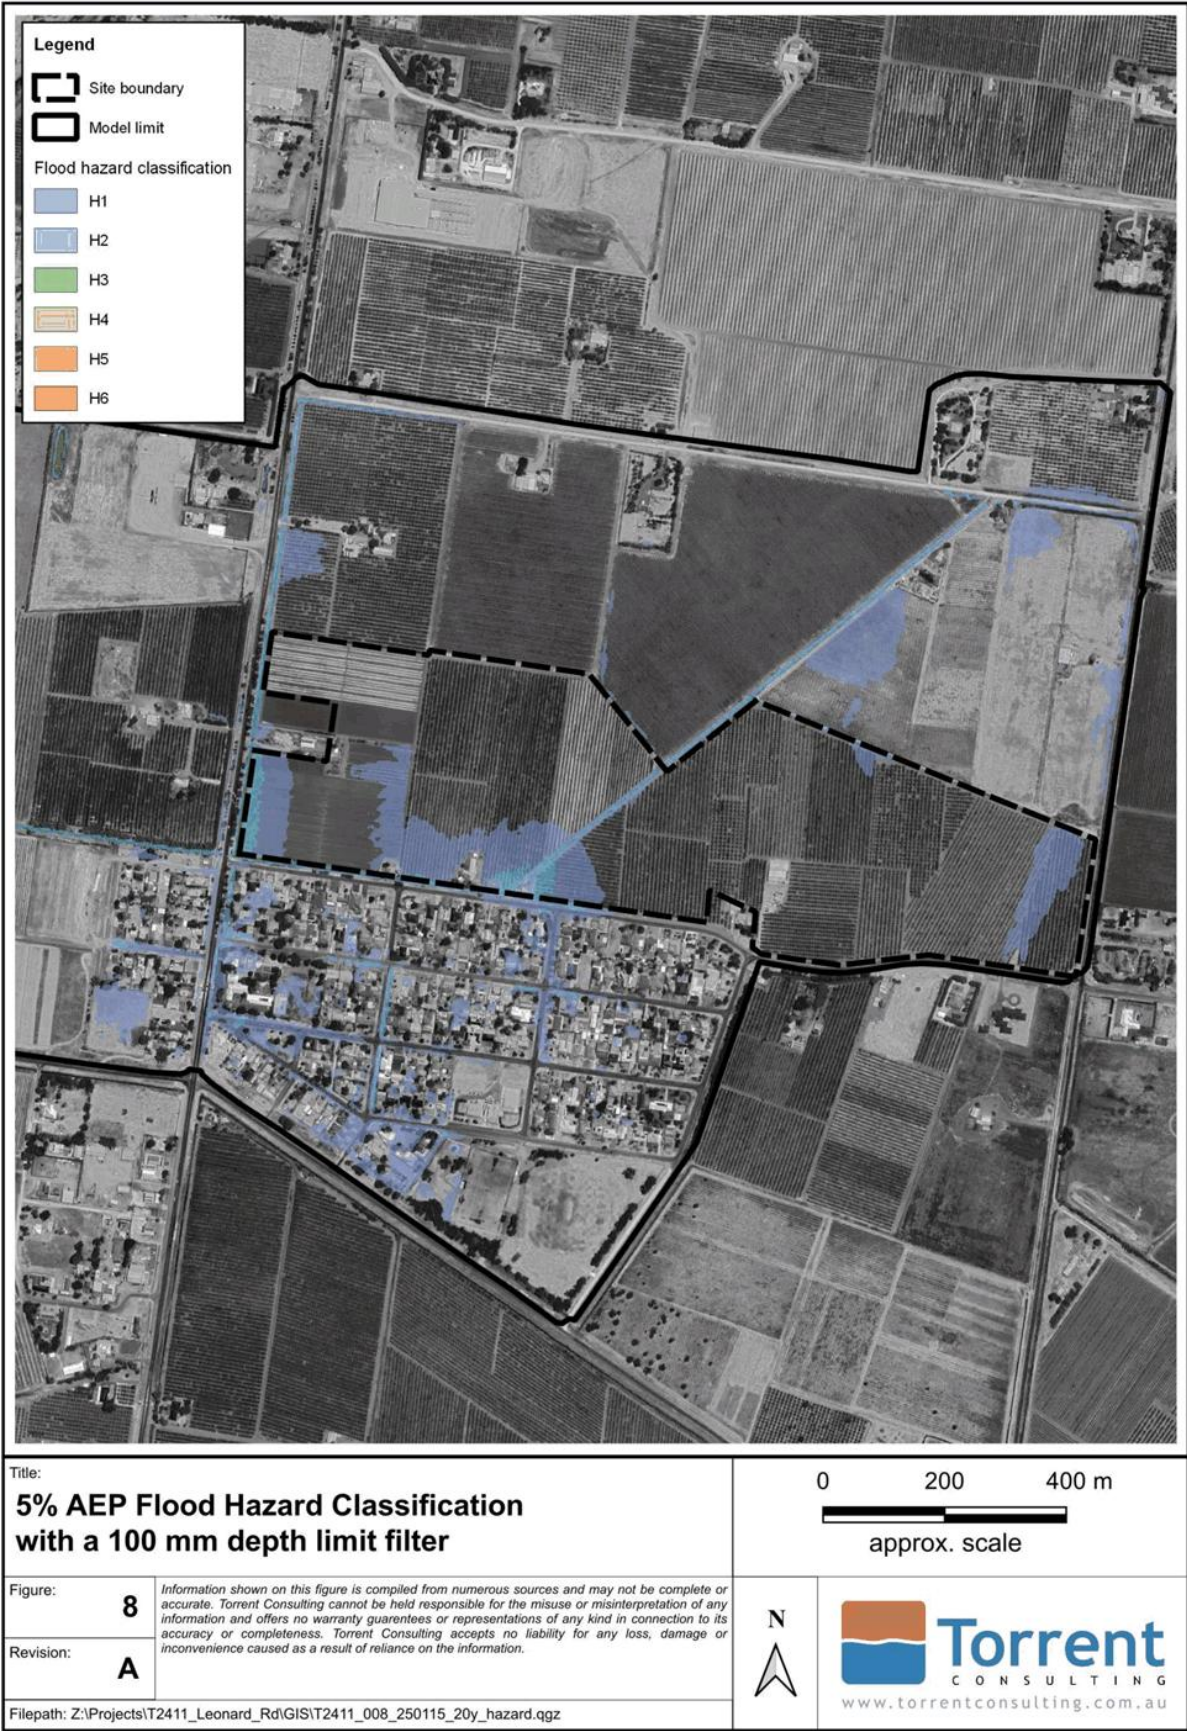 Legend
Site boundary
Model limit
Flood hazard classification
H1
H2
H3
H4
H5
H6
Title:
5% AEP Flood Hazard Classification
with a 100 mm depth limit filter
0 200 400 m
approx. scale
Figure:
8
Revision:
A
Information shown on this figure is compiled from numerous sources and may not be complete or
accurate. Torrent Consulting cannot be held responsible for the misuse or misinterpretation of any
information and offers no warranty guarentees or representations of any kind in connection to its
accuracy or completeness. Torrent Consulting accepts no liability for any loss, damage or
inconvenience caused as a result of reliance on the information.
N
Torrent
CONSULTING
www.torrentconsulting.com.au
Filepath: Z:\Projects\T2411_Leonard_Rd\GIS\T2411_008_250115_20y_hazard.qgz